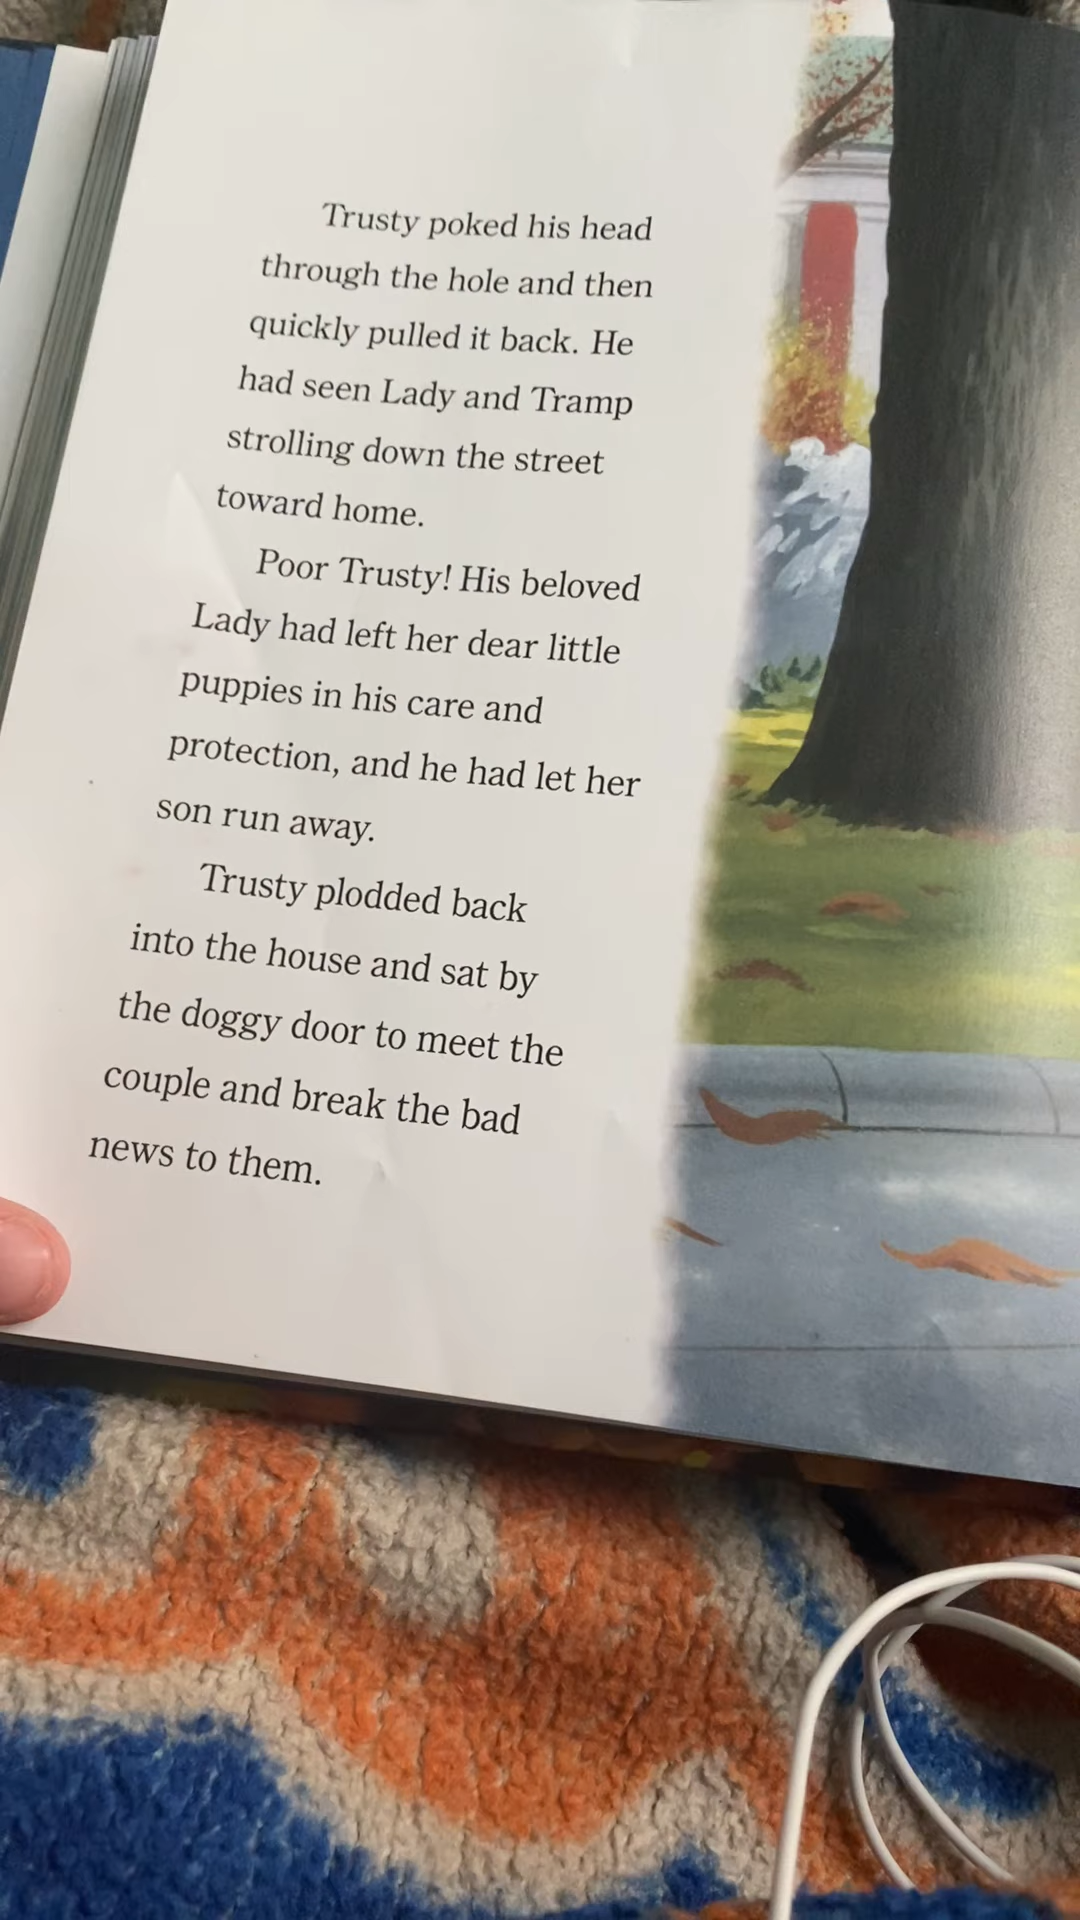 Trusty poked his head
through the hole and then
quickly pulled it back. He
had seen Lady and Tramp
strolling down the street
toward home.
Poor Trusty! His beloved
Lady had left her dear little
puppies in his care and
protection, and he had let her
son run away.
Trusty plodded back
into the house and sat by
the doggy door to meet the
couple and break the bad
news to them.